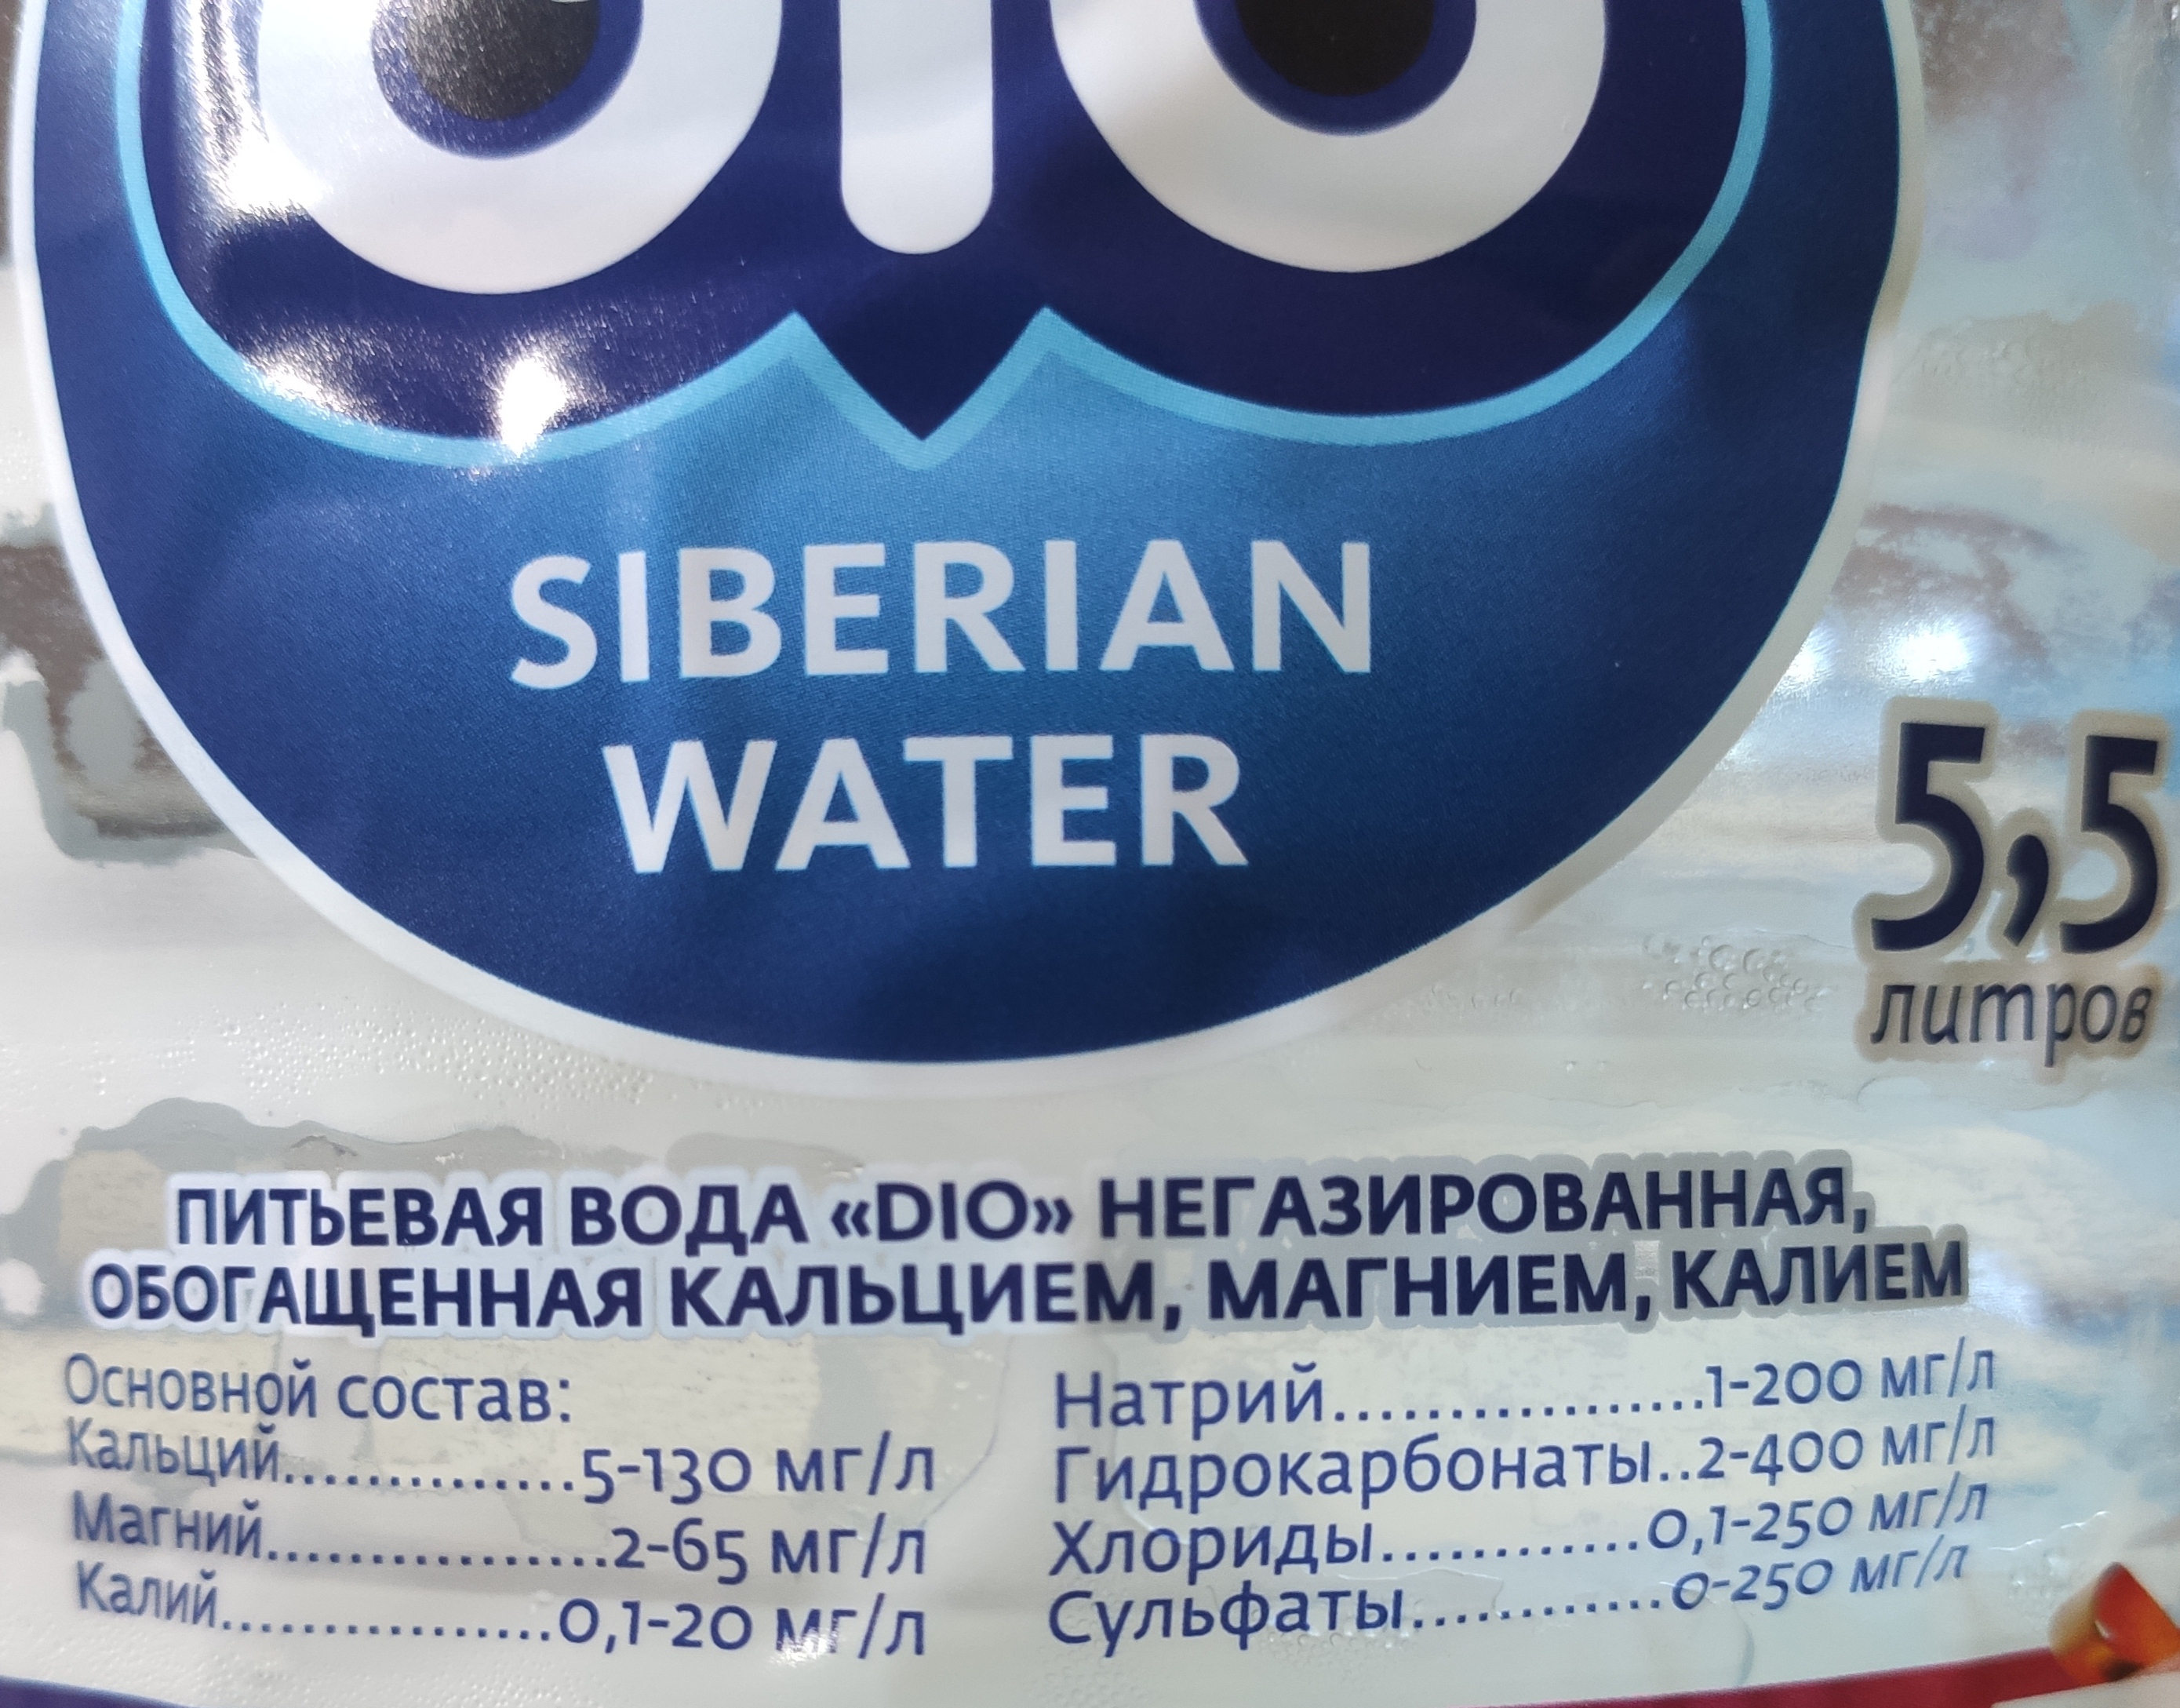 dio
SIBERIAN
WATER
5,5
литров
ПИТЬЕВАЯ ВОДА «DIO» НЕГАЗИРОВАННАЯ,
ОБОГАЩЕННАЯ КАЛЬЦИЕМ, МАГНИЕМ, КАЛИЕМ
Основной состав:
Кальций..............5-130 мг/л
Магний.................2-65 мг/л
Калий.................0,1-20 мг/л
Натрий.................1-200 мг/л
Гидрокарбонаты..2-400 мг/л
Хлориды............0,1-250 мг/л
Сульфаты............0-250 мг/л